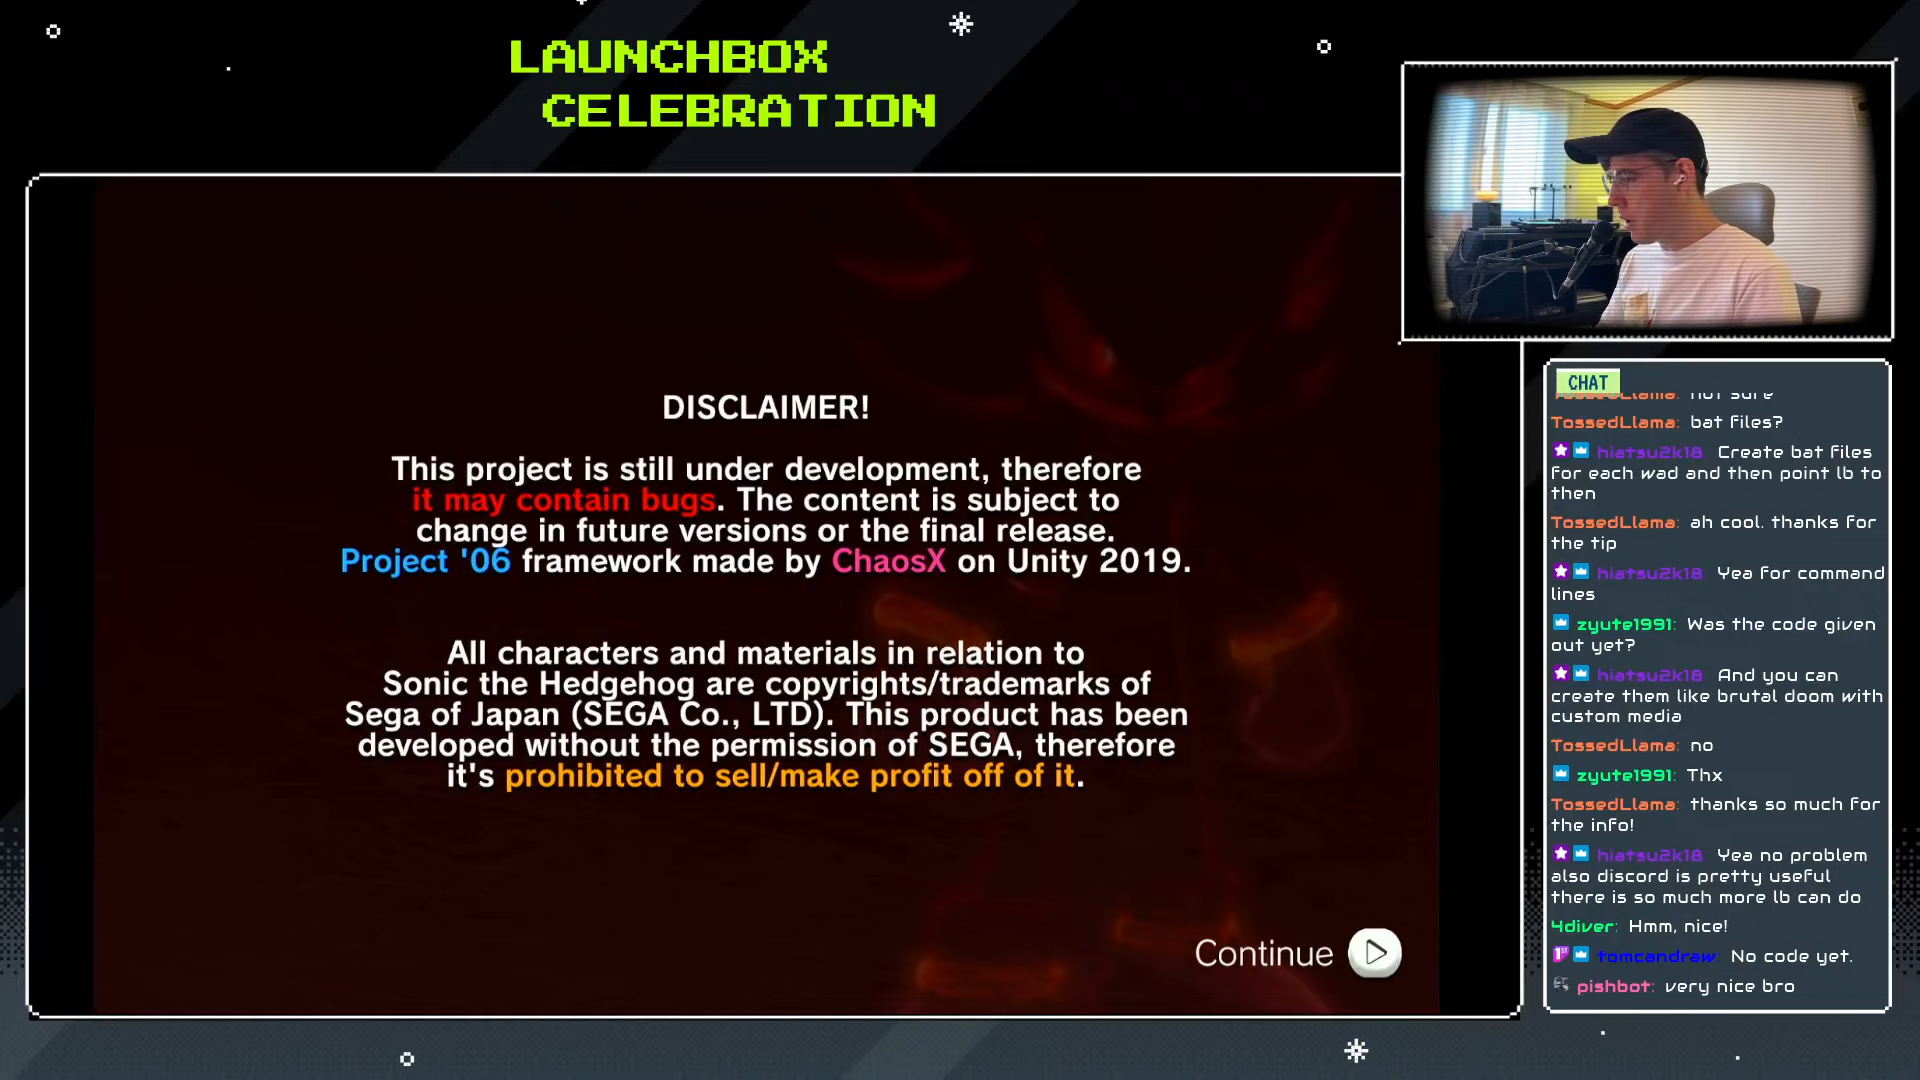 LAUNCHBOX
CELEBRATION
DISCLAIMER!
This project is still under development, therefore
it may contain bugs. The content is subject to
change in future versions or the final release.
Project '06 framework made by ChaosX on Unity 2019.
All characters and materials in relation to
Sonic the Hedgehog are copyrights/trademarks of
Sega of Japan (SEGA Co., LTD). This product has been
developed without the permission of SEGA, therefore
it's prohibited to sell/make profit off of it.
Continue
CHAT
TossedLlama: not sure
TossedLlama: bat files?
hiatsu2k18: Create bat files
for each wad and then point lb to
then
TossedLlama: ah cool. thanks for
the tip
hiatsu2k18: Yea for command
lines
zyute1991: Was the code given
out yet?
hiatsu2k18: And you can
create them like brutal doom with
custom media
TossedLlama: no
zyute1991: Thx
TossedLlama: thanks so much for
the info!
hiatsu2k18: Yea no problem
also discord is pretty useful
there is so much more lb can do
4diver: Hmm, nice!
1ST tomcandraw: No code yet.
pishbot: very nice bro